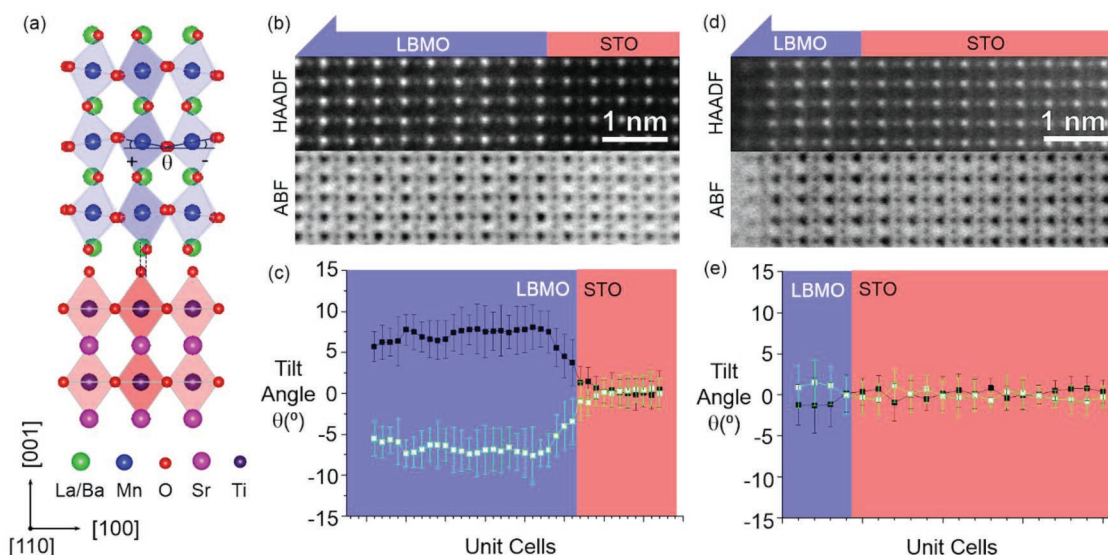 (a)
+ θ -
[001]
La/Ba Mn O Sr Ti
[110]
[100]
(b)
LBMO STO
HAADF
1 nm
ABF
(c)
15
10
5
0
-5
-10
-15
Tilt
Angle
θ(º)
LBMO STO
Unit Cells
(d)
LBMO STO
HAADF
1 nm
ABF
(e)
15
10
5
0
-5
-10
-15
Tilt
Angle
θ(º)
LBMO STO
Unit Cells